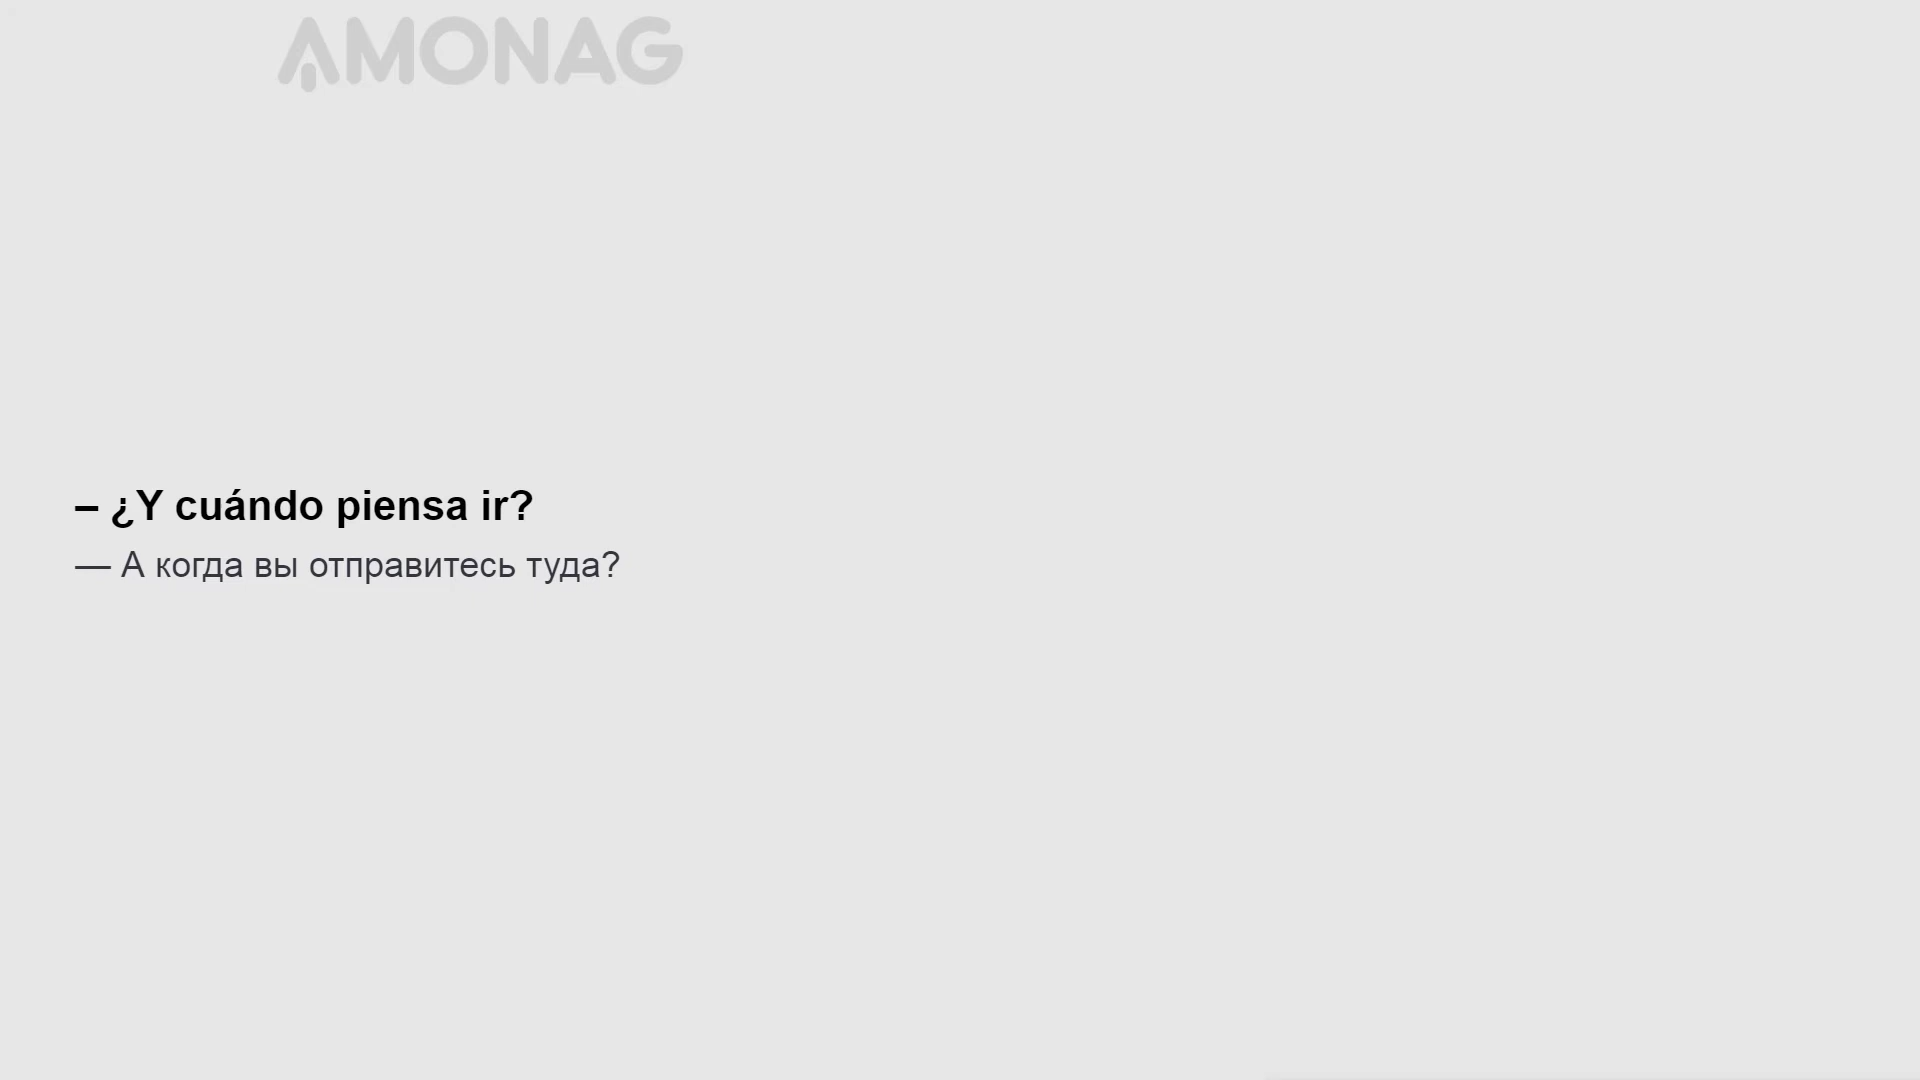 AMONAG
– ¿Y cuándo piensa ir?
— А когда вы отправитесь туда?